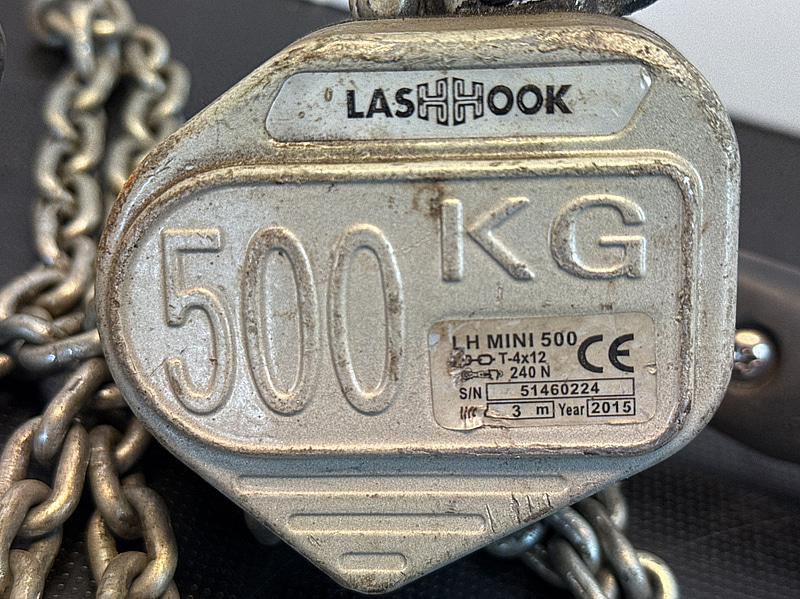 LASHHOOK
500 KG
LH MINI 500
T-4x12
240 N
CE
S/N 51460224
3 m Year 2015